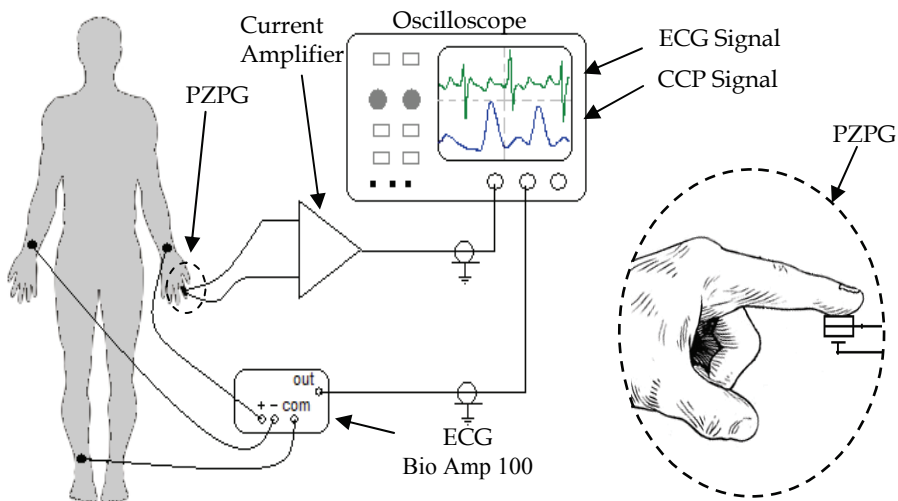 Oscilloscope
Current
Amplifier
ECG Signal
CCP Signal
PZPG
PZPG
out
+ - com
ECG
Bio Amp 100